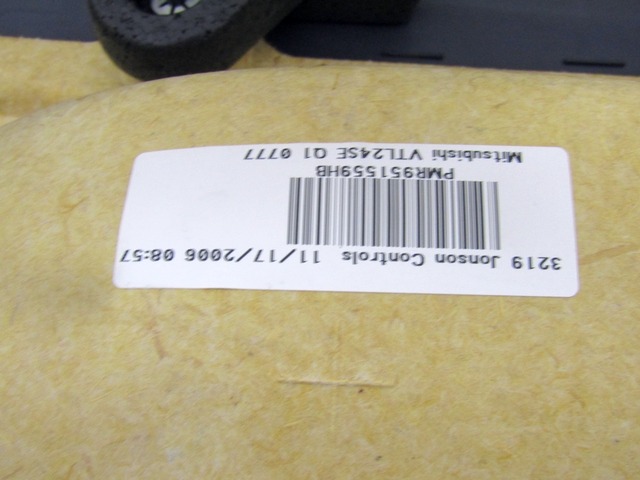 3219 Jonson Controls 11/17/2006 08:57
PMR951559HB
Mitsubishi VTL24SE Q1 0777